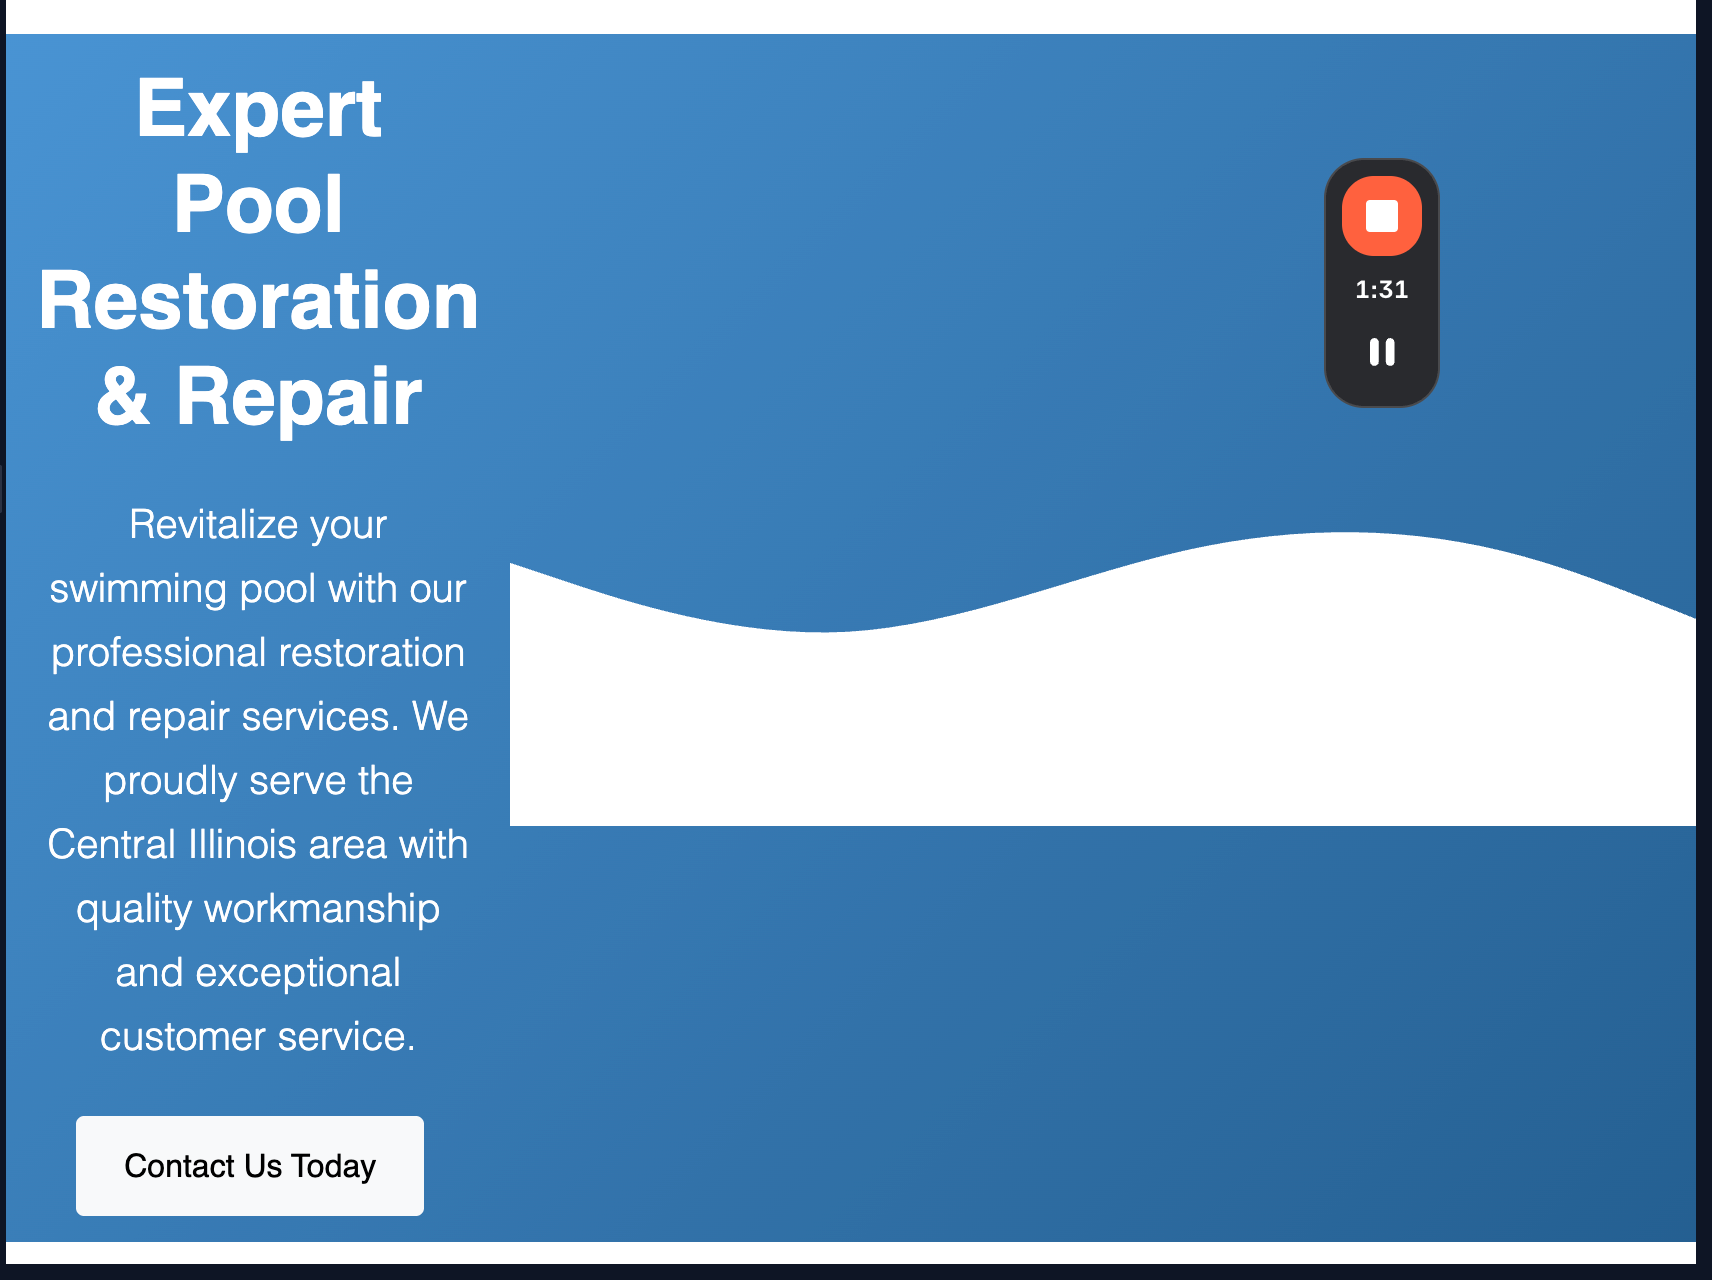 Expert
Pool
Restoration
& Repair
Revitalize your
swimming pool with our
professional restoration
and repair services. We
proudly serve the
Central Illinois area with
quality workmanship
and exceptional
customer service.
Contact Us Today
1:31